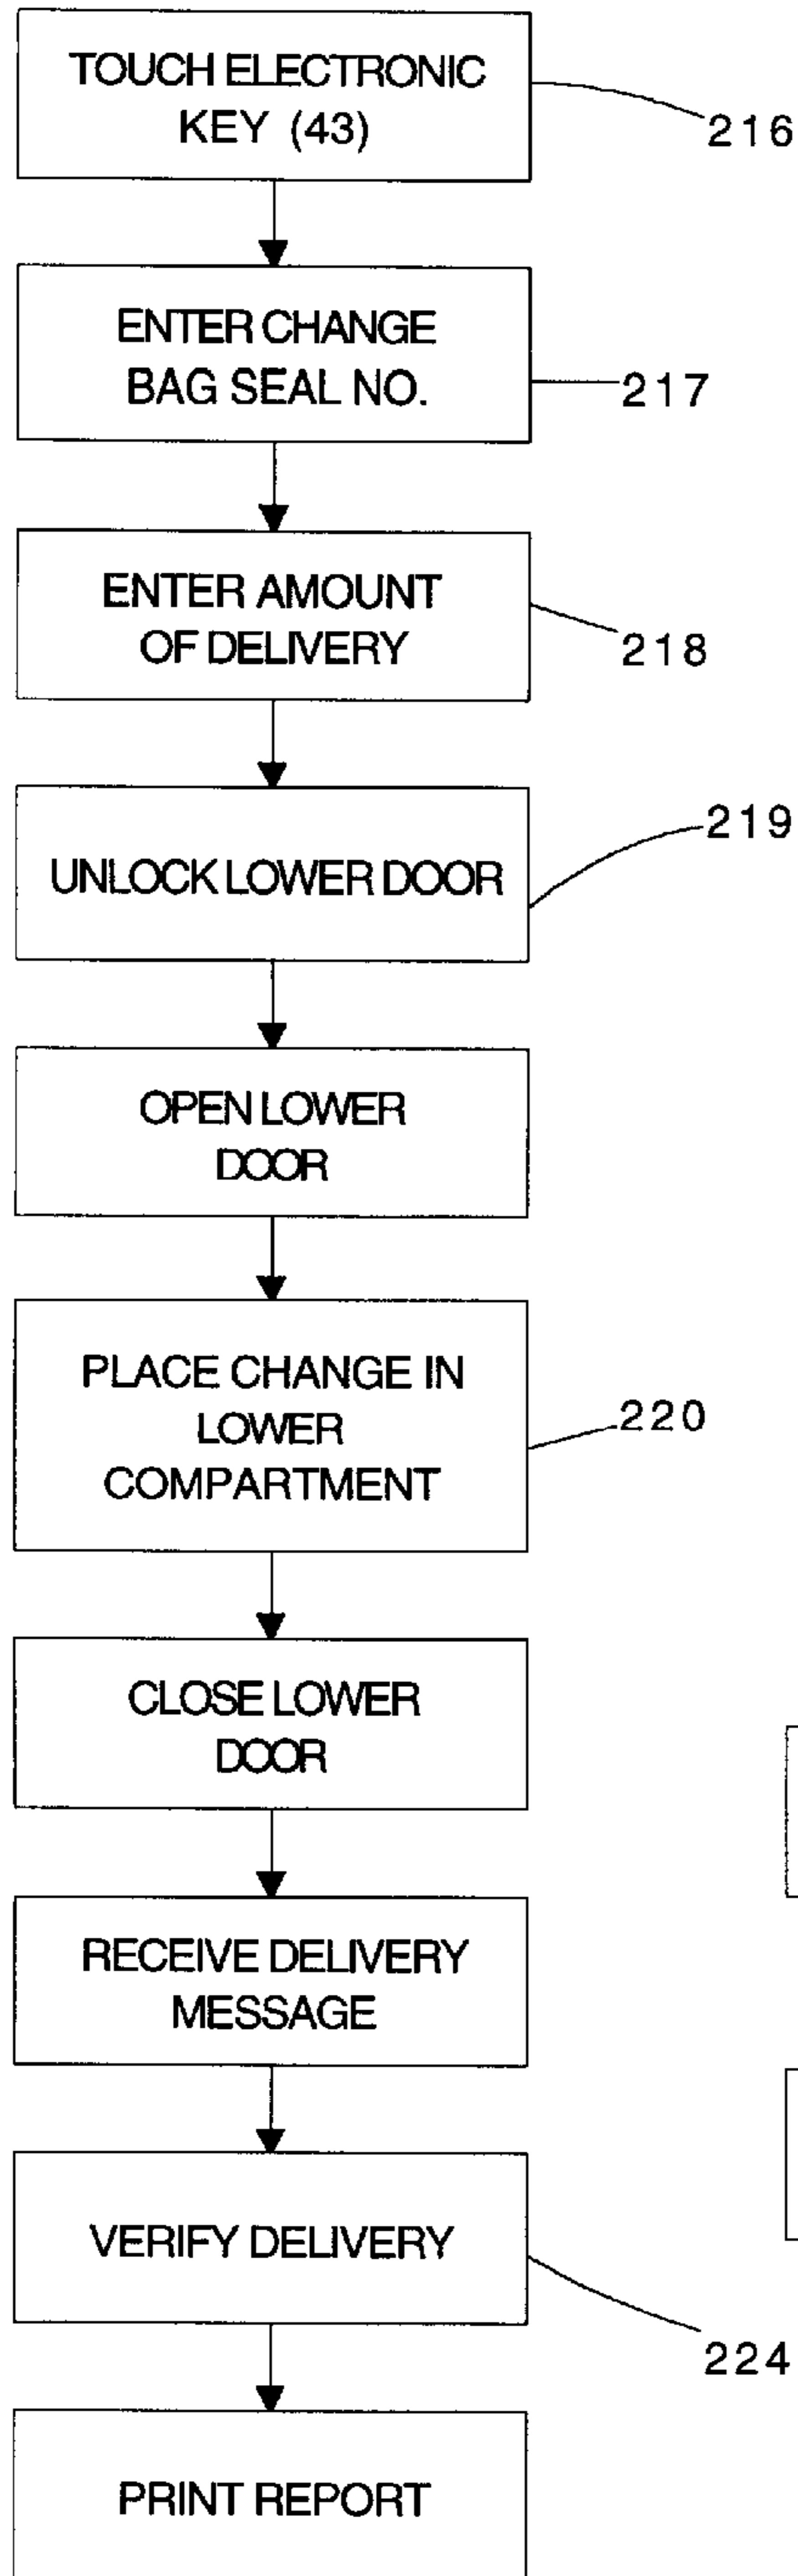 TOUCH ELECTRONIC
KEY (43)
216
ENTER CHANGE
BAG SEAL NO.
217
ENTER AMOUNT
OF DELIVERY
218
UNLOCK LOWER DOOR
219
OPEN LOWER
DOOR
PLACE CHANGE IN
LOWER
COMPARTMENT
220
CLOSE LOWER
DOOR
RECEIVE DELIVERY
MESSAGE
VERIFY DELIVERY
224
PRINT REPORT